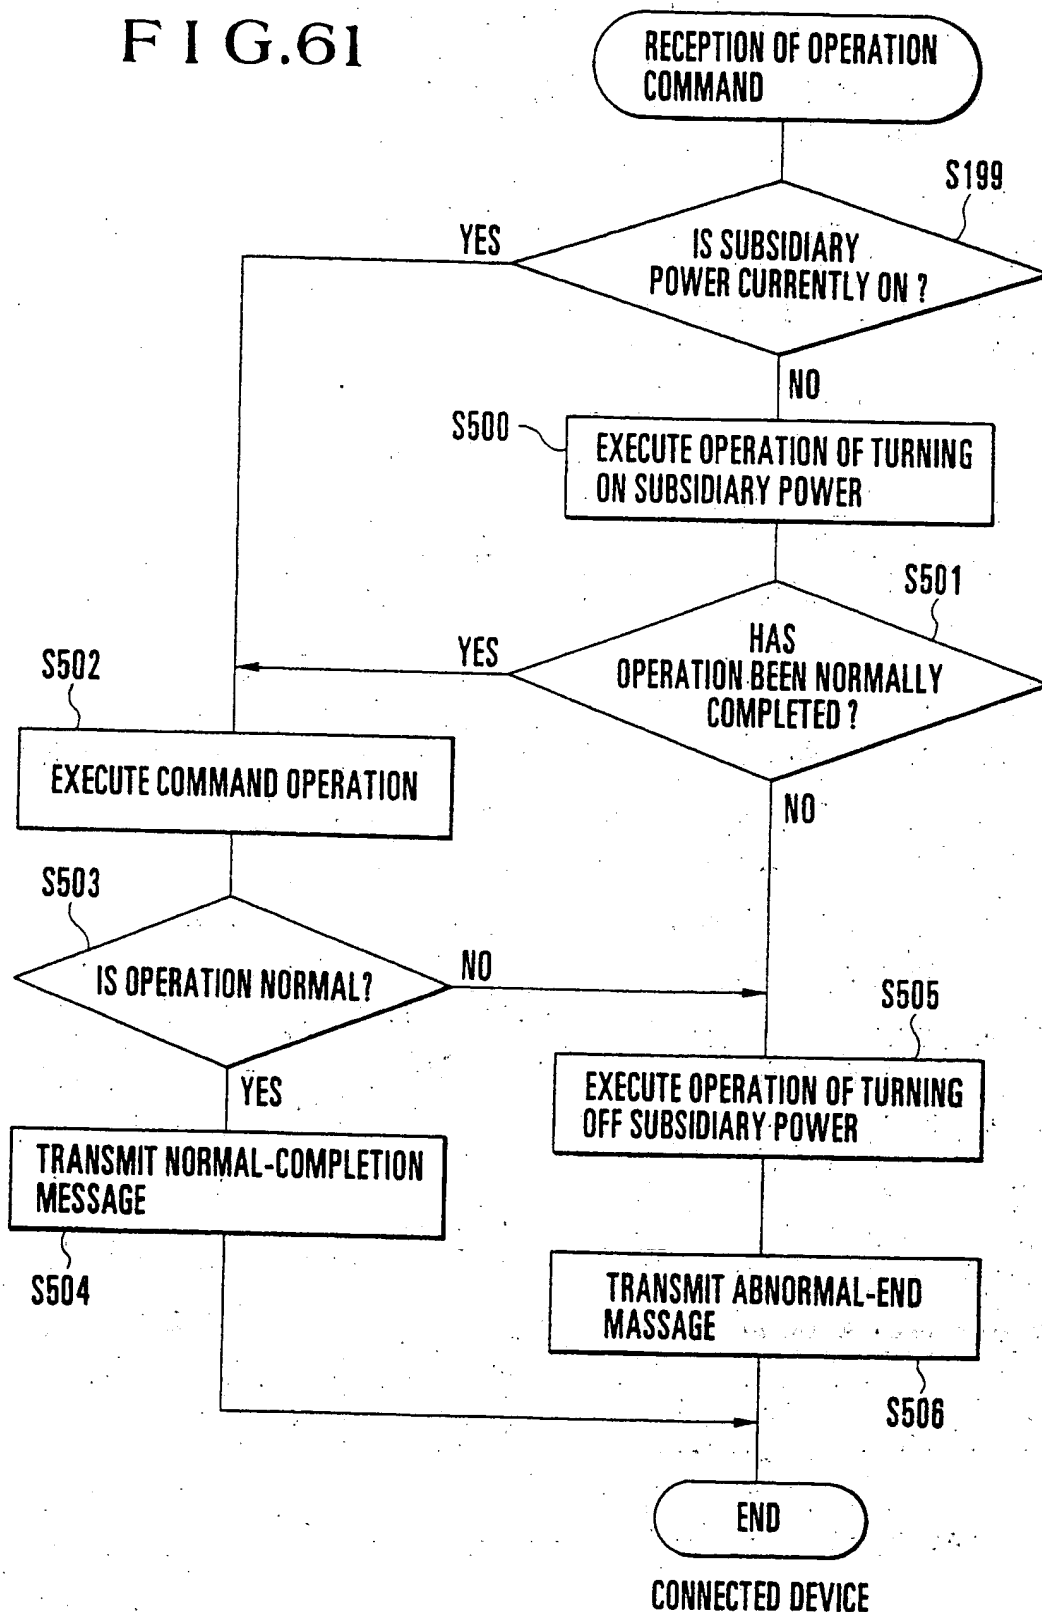 FIG.61
RECEPTION OF OPERATION
COMMAND
S199
YES
IS SUBSIDIARY
POWER CURRENTLY ON ?
NO
S500
EXECUTE OPERATION OF TURNING
ON SUBSIDIARY POWER
S501
YES
HAS
OPERATION BEEN NORMALLY
COMPLETED ?
NO
S502
EXECUTE COMMAND OPERATION
S503
IS OPERATION NORMAL?
NO
YES
S505
EXECUTE OPERATION OF TURNING
OFF SUBSIDIARY POWER
TRANSMIT NORMAL-COMPLETION
MESSAGE
S504
TRANSMIT ABNORMAL-END
MASSAGE
S506
END
CONNECTED DEVICE